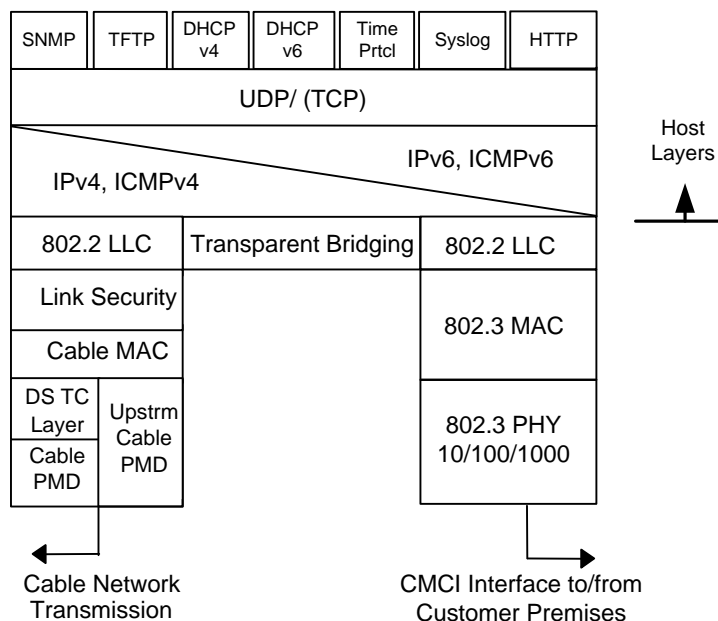 SNMP
TFTP
DHCP
v4
DHCP
v6
Time
Prtcl
Syslog
HTTP
UDP/ (TCP)
IPv4, ICMPv4
IPv6, ICMPv6
Host
Layers
802.2 LLC
Transparent Bridging
802.2 LLC
Link Security
Cable MAC
802.3 MAC
DS TC
Layer
Cable
PMD
Upstrm
Cable
PMD
802.3 PHY
10/100/1000
Cable Network
Transmission
CMCI Interface to/from
Customer Premises